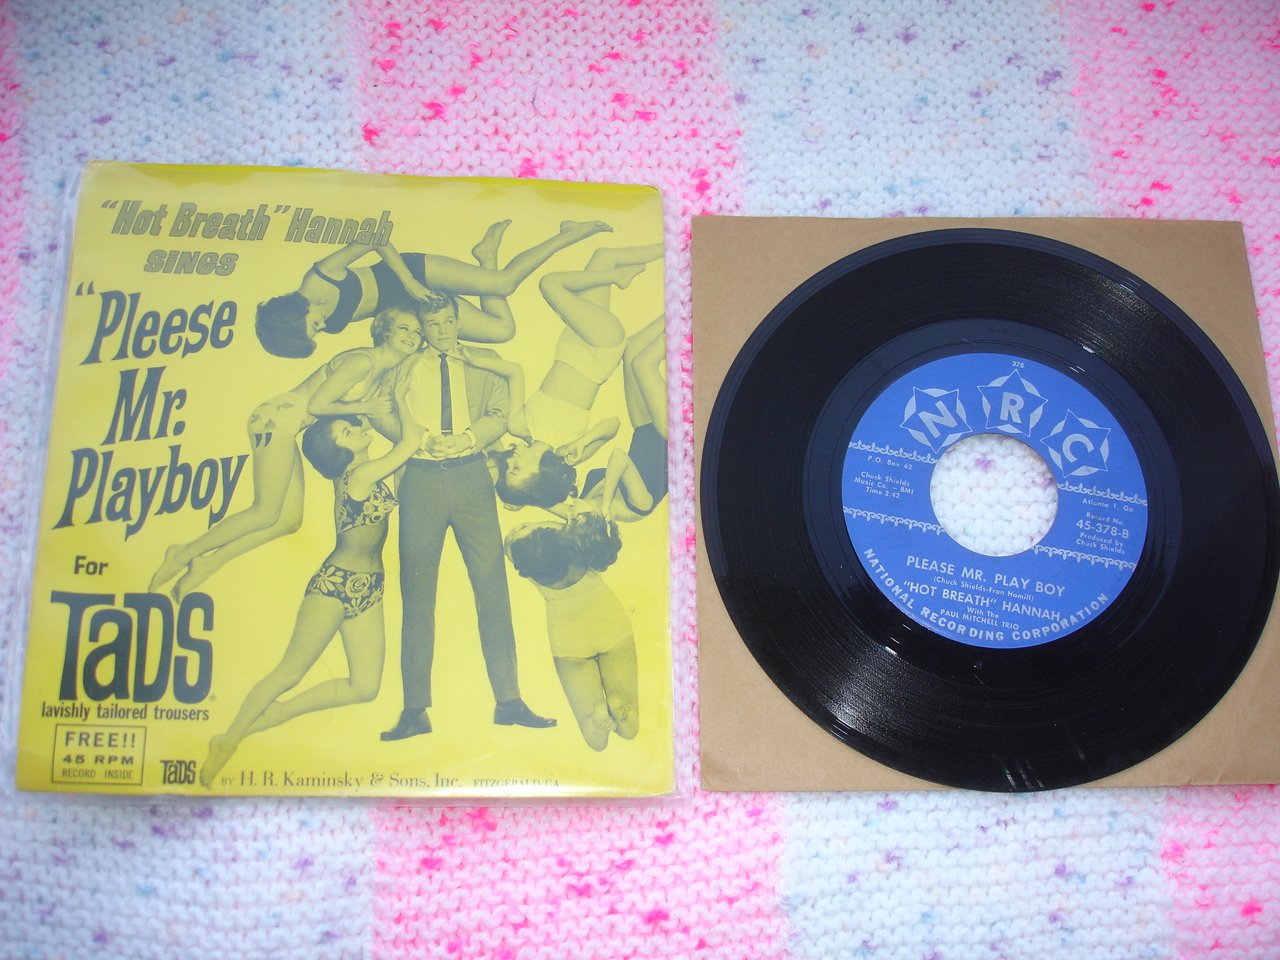 "Hot Breath" Hannah
SINGS
"Pleese
Mr.
Playboy"
For
TaDS®
lavishly tailored trousers
FREE!!
45 RPM
RECORD INSIDE
TaDS BY H. R. Kaminsky & Sons, Inc. FITZGERALD, GA.
378
NRC
P.O. Box 62
Chuck Shields
Music Co. — BMI
Time 2:42
Atlanta 1, Ga
Record No
45-378-B
Produced by
Chuck Shields
PLEASE MR. PLAY BOY
(Chuck Shields-Fran Hamill)
"HOT BREATH" HANNAH
With The
PAUL MITCHELL TRIO
NATIONAL RECORDING CORPORATION